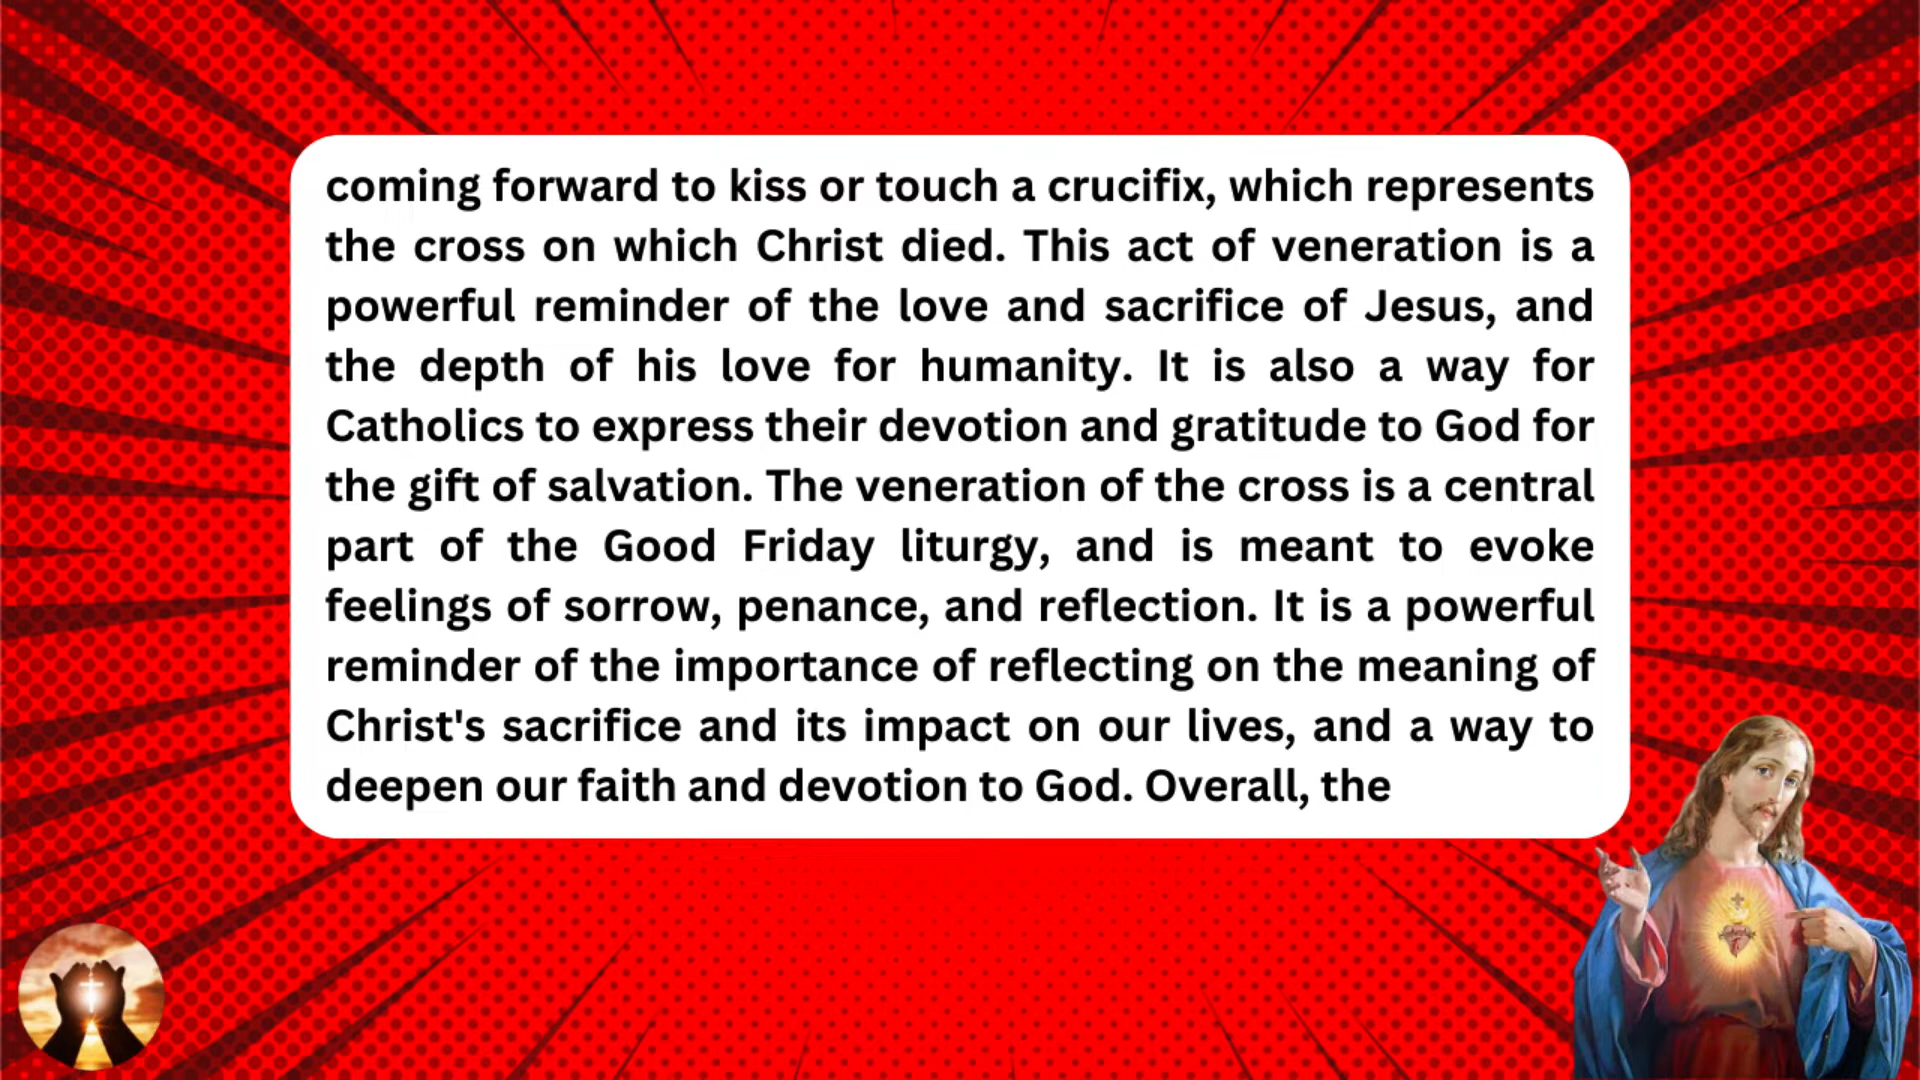 coming forward to kiss or touch a crucifix, which represents
the cross on which Christ died. This act of veneration is a
powerful reminder of the love and sacrifice of Jesus, and
the depth of his love for humanity. It is also a way for
Catholics to express their devotion and gratitude to God for
the gift of salvation. The veneration of the cross is a central
part of the Good Friday liturgy, and is meant to evoke
feelings of sorrow, penance, and reflection. It is a powerful
reminder of the importance of reflecting on the meaning of
Christ's sacrifice and its impact on our lives, and a way to
deepen our faith and devotion to God. Overall, the